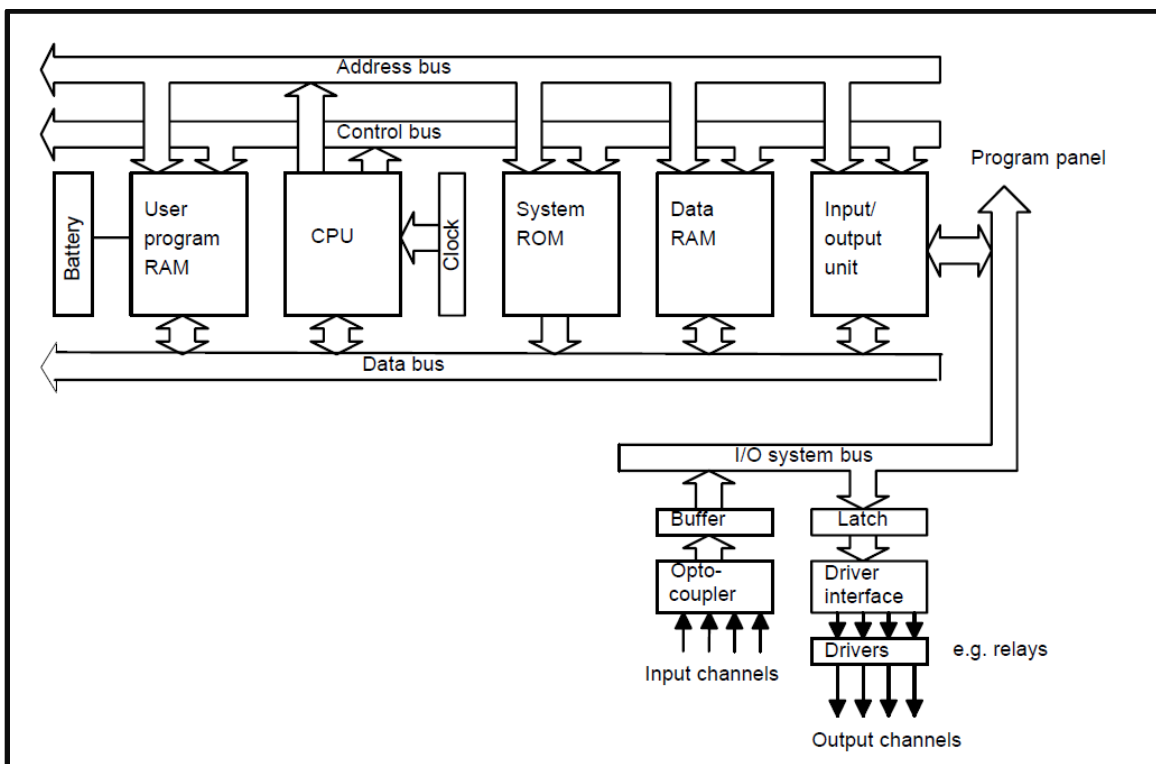 Address bus
Control bus
Program panel
Battery
User
program
RAM
CPU
Clock
System
ROM
Data
RAM
Input/
output
unit
Data bus
I/O system bus
Buffer
Latch
Opto-
coupler
Driver
interface
Drivers
e.g. relays
Input channels
Output channels